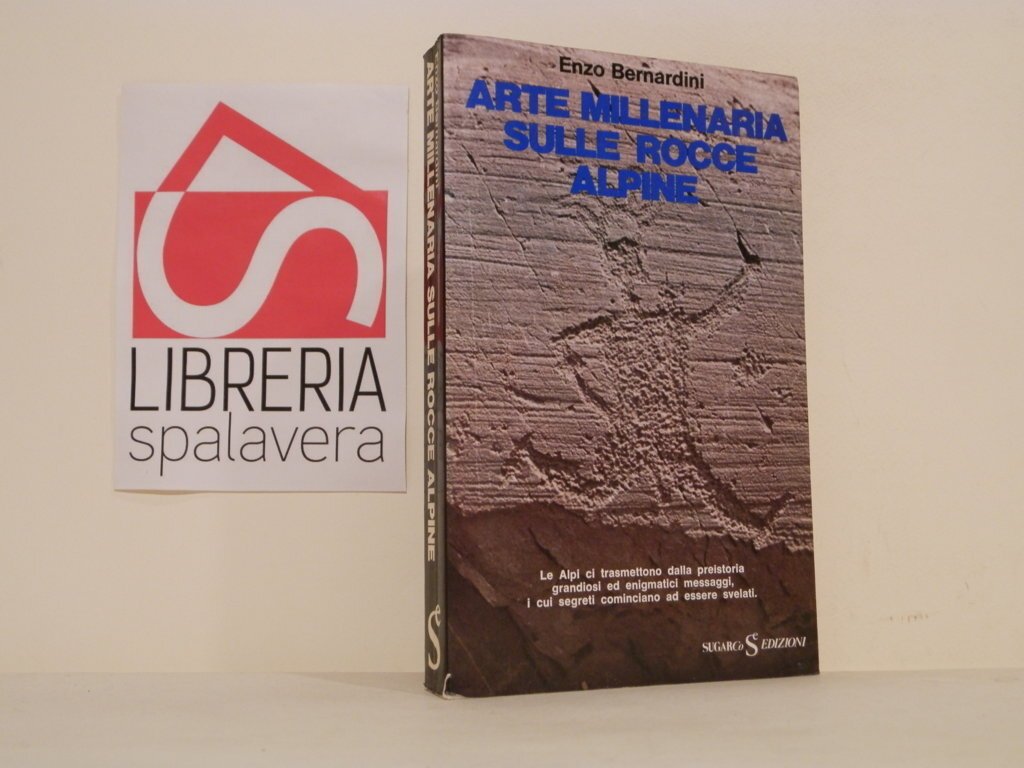 LIBRERIA
spalavera
ARTE MILLENARIA SULLE ROCCE ALPINE
Enzo Bernardini
ARTE MILLENARIA
SULLE ROCCE
ALPINE
Le Alpi ci trasmettono dalla preistoria
grandiosi ed enigmatici messaggi,
i cui segreti cominciano ad essere svelati.
SUGARCo Se EDIZIONI